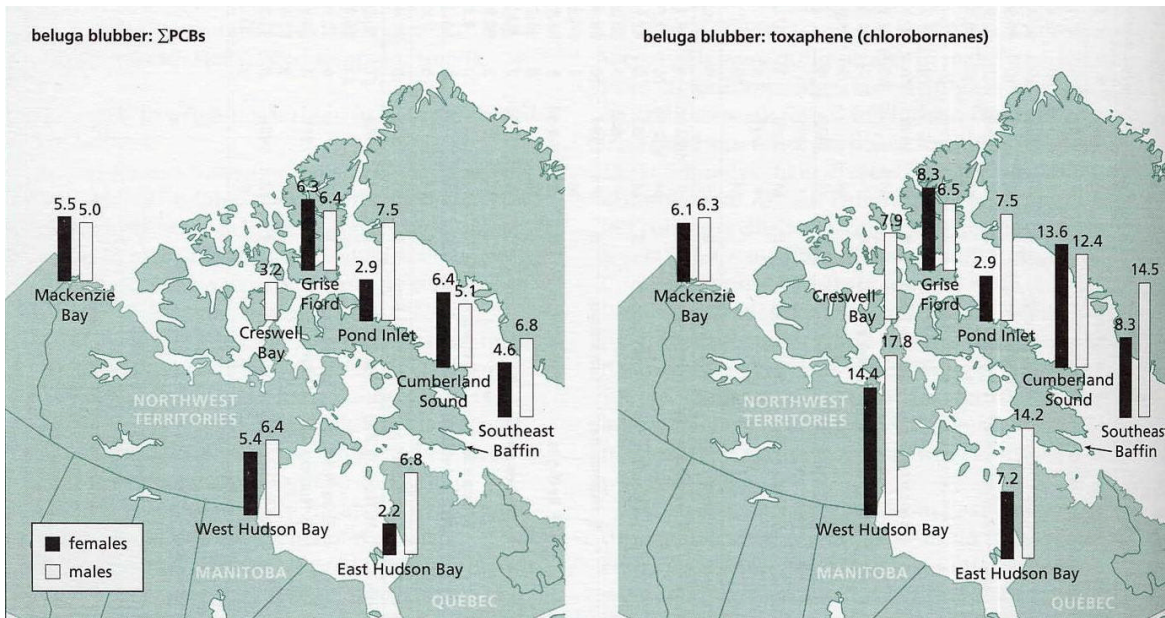 beluga blubber: ∑PCBs
5.5
5.0
Mackenzie
Bay
3.2
Creswell
Bay
6.3
6.4
Grise
Fiord
2.9
7.5
Pond Inlet
6.4
5.1
Cumberland
Sound
4.6
6.8
Southeast
Baffin
NORTHWEST
TERRITORIES
5.4
6.4
West Hudson Bay
2.2
6.8
East Hudson Bay
MANITOBA
QUÉBEC
females
males
beluga blubber: toxaphene (chlorobornanes)
6.1
6.3
Mackenzie
Bay
7.9
Creswell
Bay
8.3
6.5
Grise
Fiord
2.9
7.5
Pond Inlet
13.6
12.4
Cumberland
Sound
8.3
14.5
Southeast
Baffin
NORTHWEST
TERRITORIES
14.4
17.8
West Hudson Bay
7.2
14.2
East Hudson Bay
MANITOBA
QUÉBEC